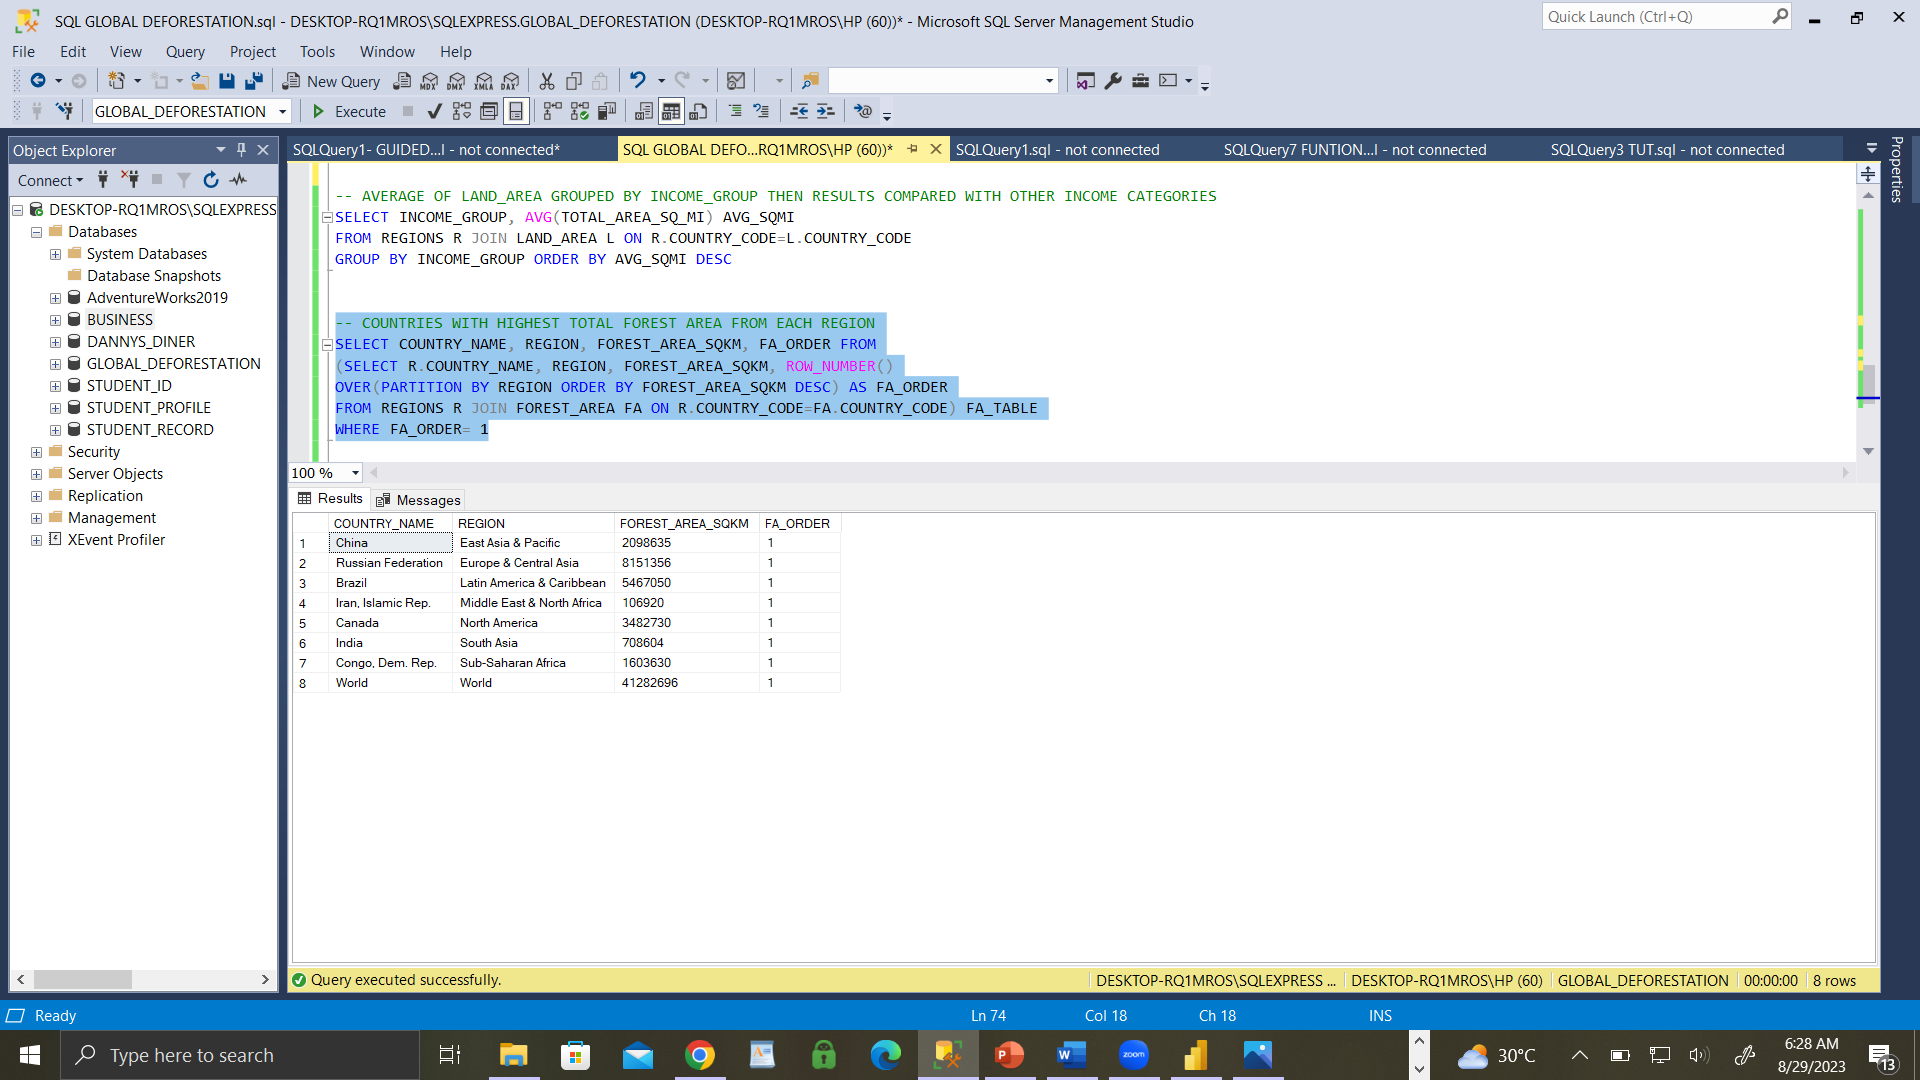 SQL GLOBAL DEFORESTATION.sql - DESKTOP-RQ1MROS\SQLEXPRESS.GLOBAL_DEFORESTATION (DESKTOP-RQ1MROS\HP (60))* - Microsoft SQL Server Management Studio
Quick Launch (Ctrl+Q)
File Edit View Query Project Tools Window Help
New Query MDX DMX XMLA DAX
GLOBAL_DEFORESTATION Execute
Object Explorer
Connect
DESKTOP-RQ1MROS\SQLEXPRESS
Databases
System Databases
Database Snapshots
AdventureWorks2019
BUSINESS
DANNYS_DINER
GLOBAL_DEFORESTATION
STUDENT_ID
STUDENT_PROFILE
STUDENT_RECORD
Security
Server Objects
Replication
Management
XEvent Profiler
SQLQuery1- GUIDED...l - not connected* SQL GLOBAL DEFO...RQ1MROS\HP (60))* SQLQuery1.sql - not connected SQLQuery7 FUNTION...l - not connected SQLQuery3 TUT.sql - not connected
Properties
-- AVERAGE OF LAND_AREA GROUPED BY INCOME_GROUP THEN RESULTS COMPARED WITH OTHER INCOME CATEGORIES
SELECT INCOME_GROUP, AVG(TOTAL_AREA_SQ_MI) AVG_SQMI
FROM REGIONS R JOIN LAND_AREA L ON R.COUNTRY_CODE=L.COUNTRY_CODE
GROUP BY INCOME_GROUP ORDER BY AVG_SQMI DESC
-- COUNTRIES WITH HIGHEST TOTAL FOREST AREA FROM EACH REGION
SELECT COUNTRY_NAME, REGION, FOREST_AREA_SQKM, FA_ORDER FROM
(SELECT R.COUNTRY_NAME, REGION, FOREST_AREA_SQKM, ROW_NUMBER()
OVER(PARTITION BY REGION ORDER BY FOREST_AREA_SQKM DESC) AS FA_ORDER
FROM REGIONS R JOIN FOREST_AREA FA ON R.COUNTRY_CODE=FA.COUNTRY_CODE) FA_TABLE
WHERE FA_ORDER= 1
100 %
Results Messages
COUNTRY_NAME REGION FOREST_AREA_SQKM FA_ORDER
1 China East Asia & Pacific 2098635 1
2 Russian Federation Europe & Central Asia 8151356 1
3 Brazil Latin America & Caribbean 5467050 1
4 Iran, Islamic Rep. Middle East & North Africa 106920 1
5 Canada North America 3482730 1
6 India South Asia 708604 1
7 Congo, Dem. Rep. Sub-Saharan Africa 1603630 1
8 World World 41282696 1
Query executed successfully. DESKTOP-RQ1MROS\SQLEXPRESS ... DESKTOP-RQ1MROS\HP (60) GLOBAL_DEFORESTATION 00:00:00 8 rows
Ready Ln 74 Col 18 Ch 18 INS
Type here to search
zoom
30°C
6:28 AM
8/29/2023
13